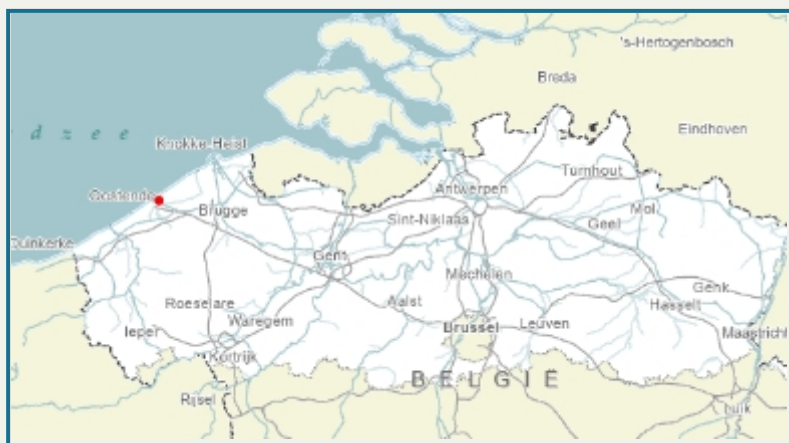 's-Hertogenbosch
Breda
Eindhoven
d z e e
Knokke-Heist
Turnhout
Oostende
Antwerpen
Brugge
Sint-Niklaas
Geel
Mol
Duinkerke
Gent
Mechelen
Genk
Roeselare
Aalst
Hasselt
Ieper
Waregem
Brussel
Leuven
Maastricht
Kortrijk
BELGIË
Rijsel
Luik